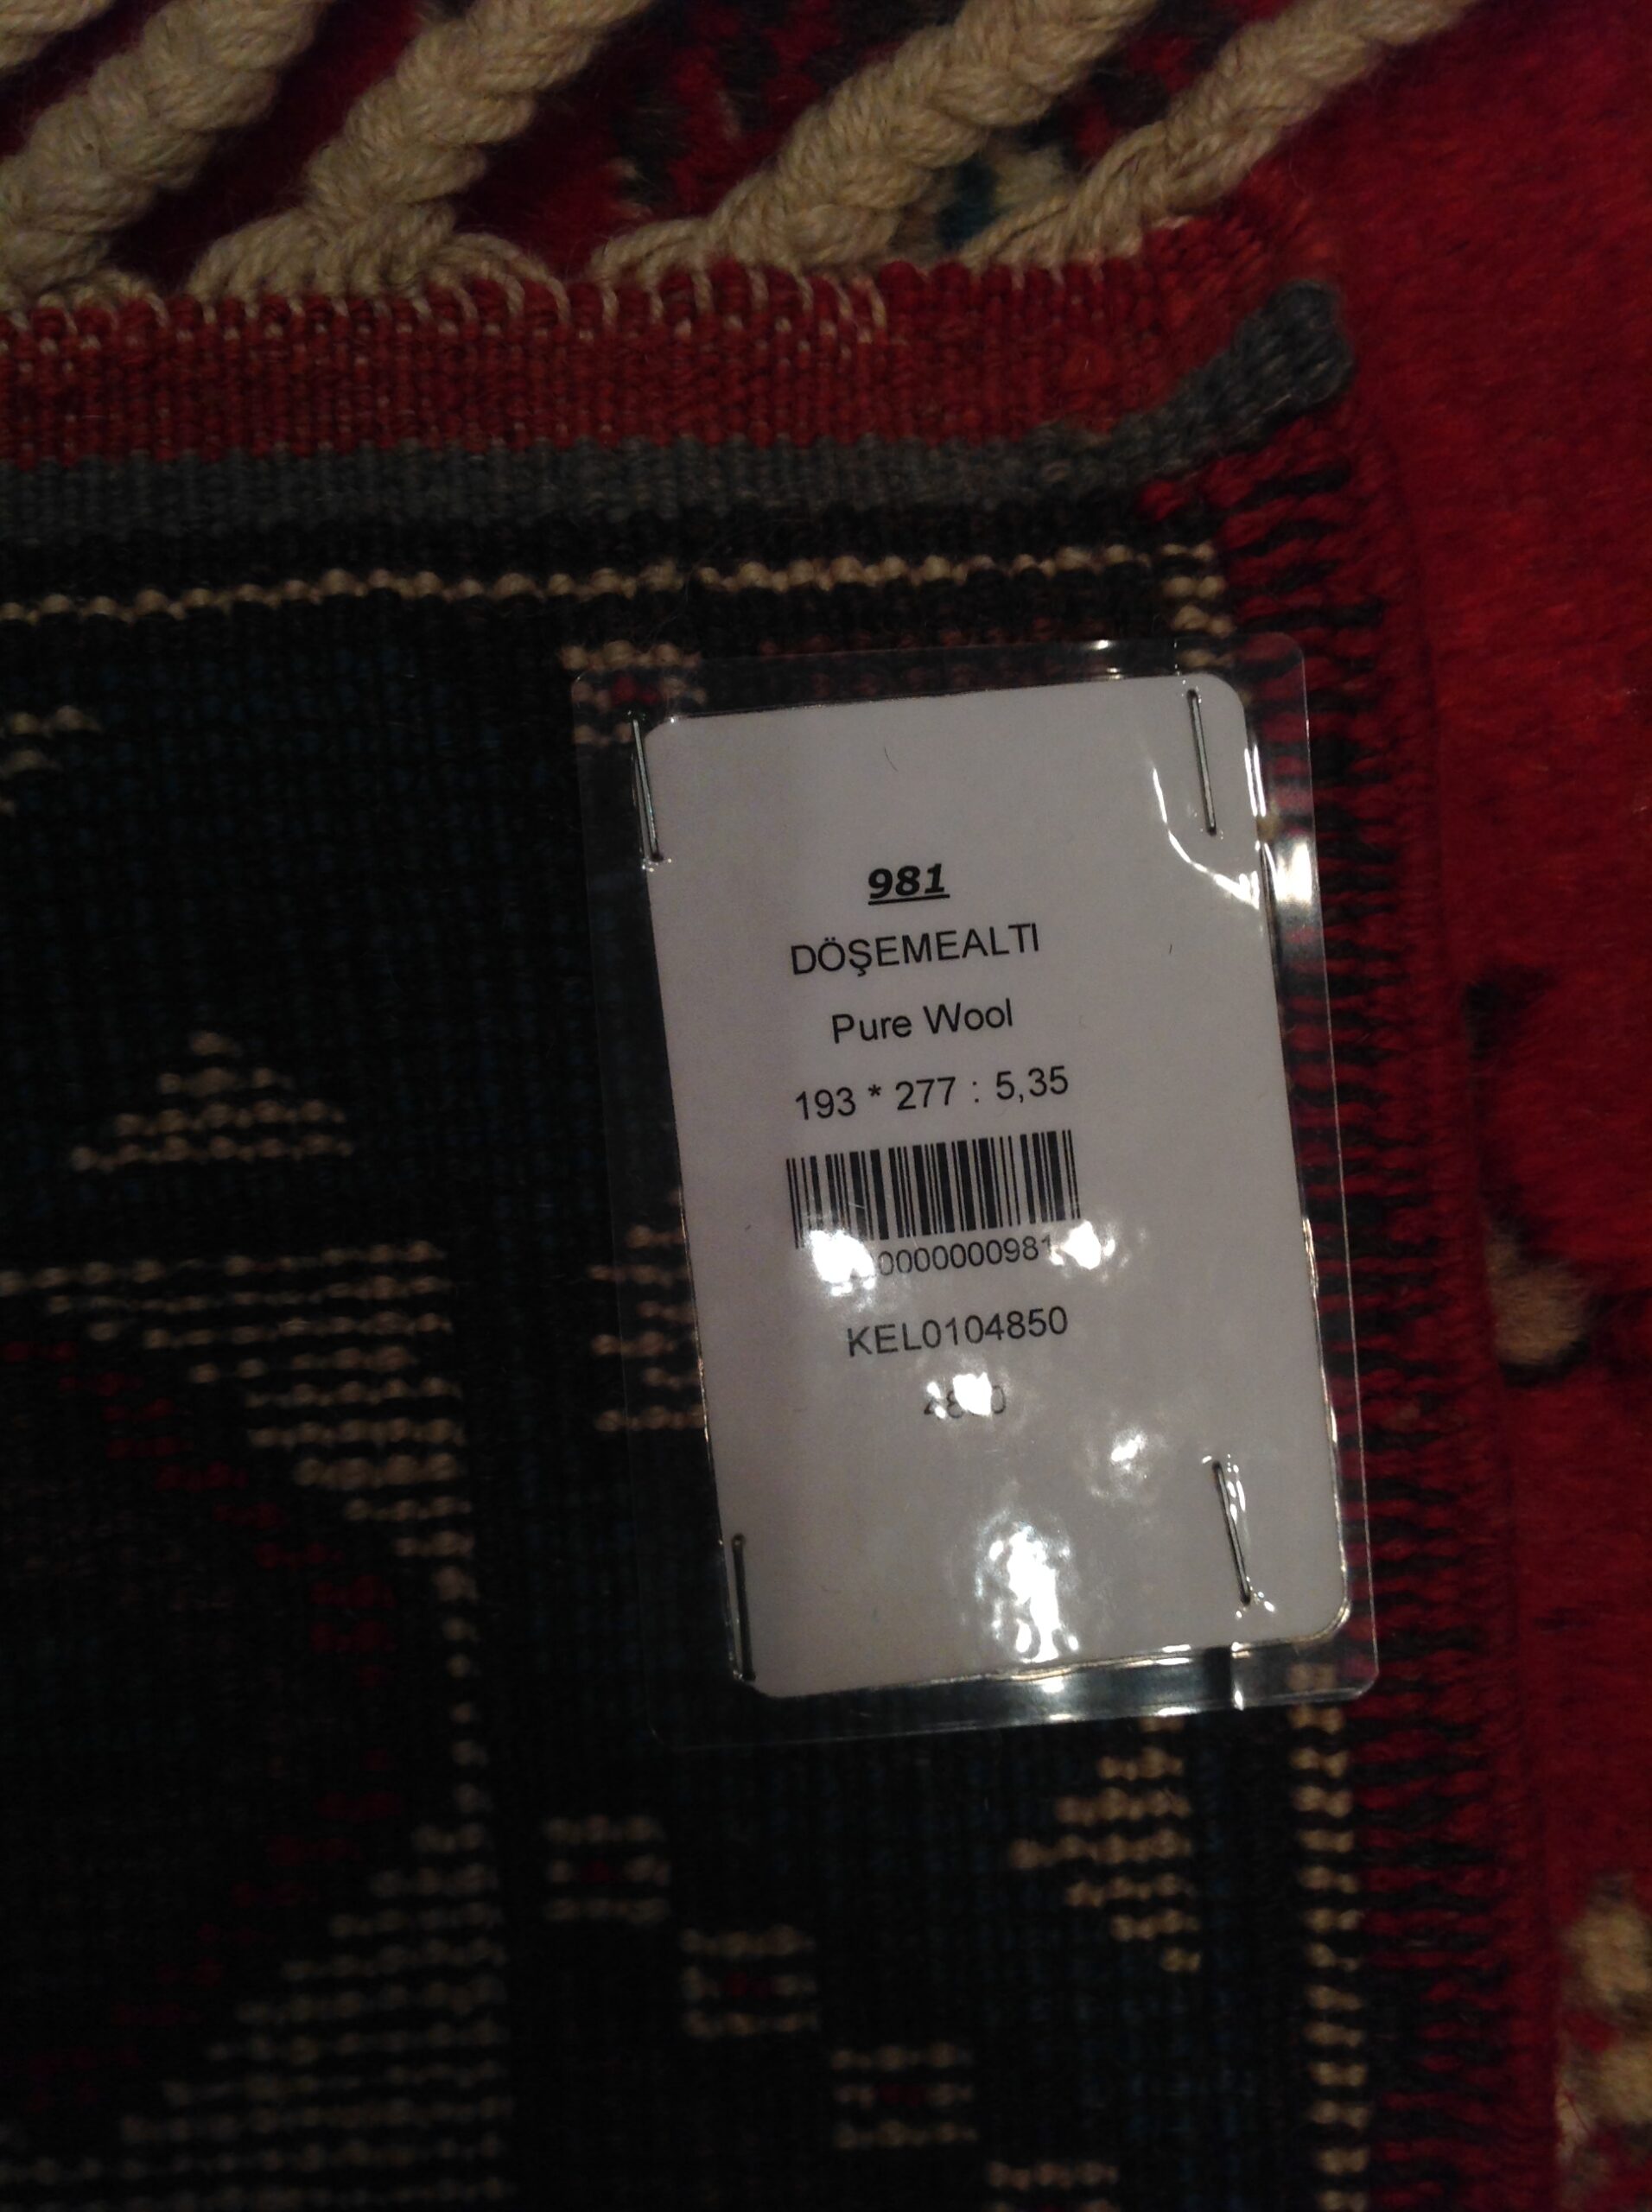 981
DÖŞEMEALTI
Pure Wool
193 * 277 : 5,35
KEL0104850